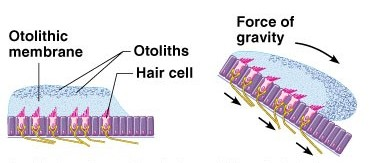 Otolithic
membrane
Otoliths
Hair cell
Force of
gravity